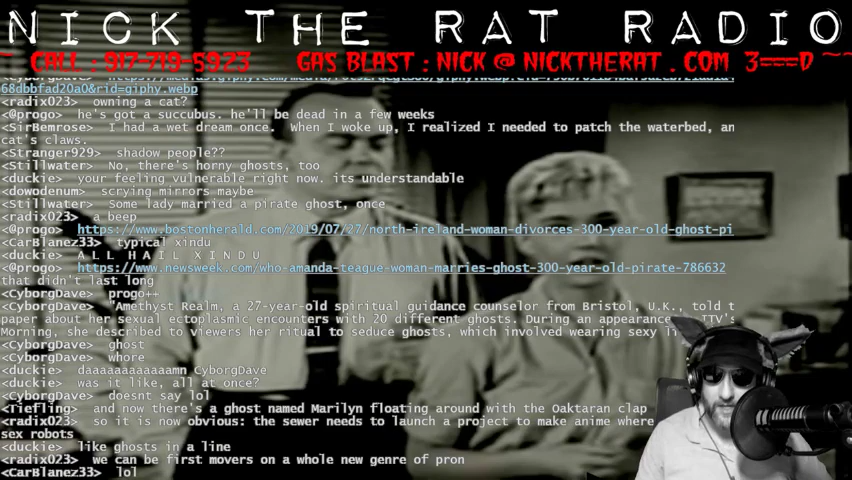 NICK THE RAT RADIO
~ CALL : 917-719-5923 GAS BLAST : NICK @ NICKTHERAT . COM 3===D ~~
68dbbfad20a0&rid=giphy.webp
<radix023> owning a cat?
<@progo> he's got a succubus. he'll be dead in a few weeks
<SirBemrose> I had a wet dream once. When I woke up, I realized I needed to patch the waterbed, an
cat's claws.
<Stranger929> shadow people??
<Stillwater> No, there's horny ghosts, too
<duckie> your feeling vulnerable right now. its understandable
<dowodenum> scrying mirrors maybe
<Stillwater> Some lady married a pirate ghost, once
<radix023> a beep
<@progo> https://www.bostonherald.com/2019/07/27/north-ireland-woman-divorces-300-year-old-ghost-pi
<CarBlanez33> typical xindu
<duckie> A L L H A I L X I N D U
<@progo> https://www.newsweek.com/who-amanda-teague-woman-marries-ghost-300-year-old-pirate-786632
that didn't last long
<CyborgDave> progo++
<CyborgDave> "Amethyst Realm, a 27-year-old spiritual guidance counselor from Bristol, U.K., told t
paper about her sexual ectoplasmic encounters with 20 different ghosts. During an appearance TTV's
Morning, she described to viewers her ritual to seduce ghosts, which involved wearing sexy
<CyborgDave> ghost
<CyborgDave> whore
<duckie> daaaaaaaaaaaamn CyborgDave
<duckie> was it like, all at once?
<CyborgDave> doesnt say lol
<Tiefling> and now there's a ghost named Marilyn floating around with the Oaktaran clap
<radix023> so it is now obvious: the sewer needs to launch a project to make anime where
sex robots
<duckie> like ghosts in a line
<radix023> we can be first movers on a whole new genre of pron
<CarBlanez33> lol